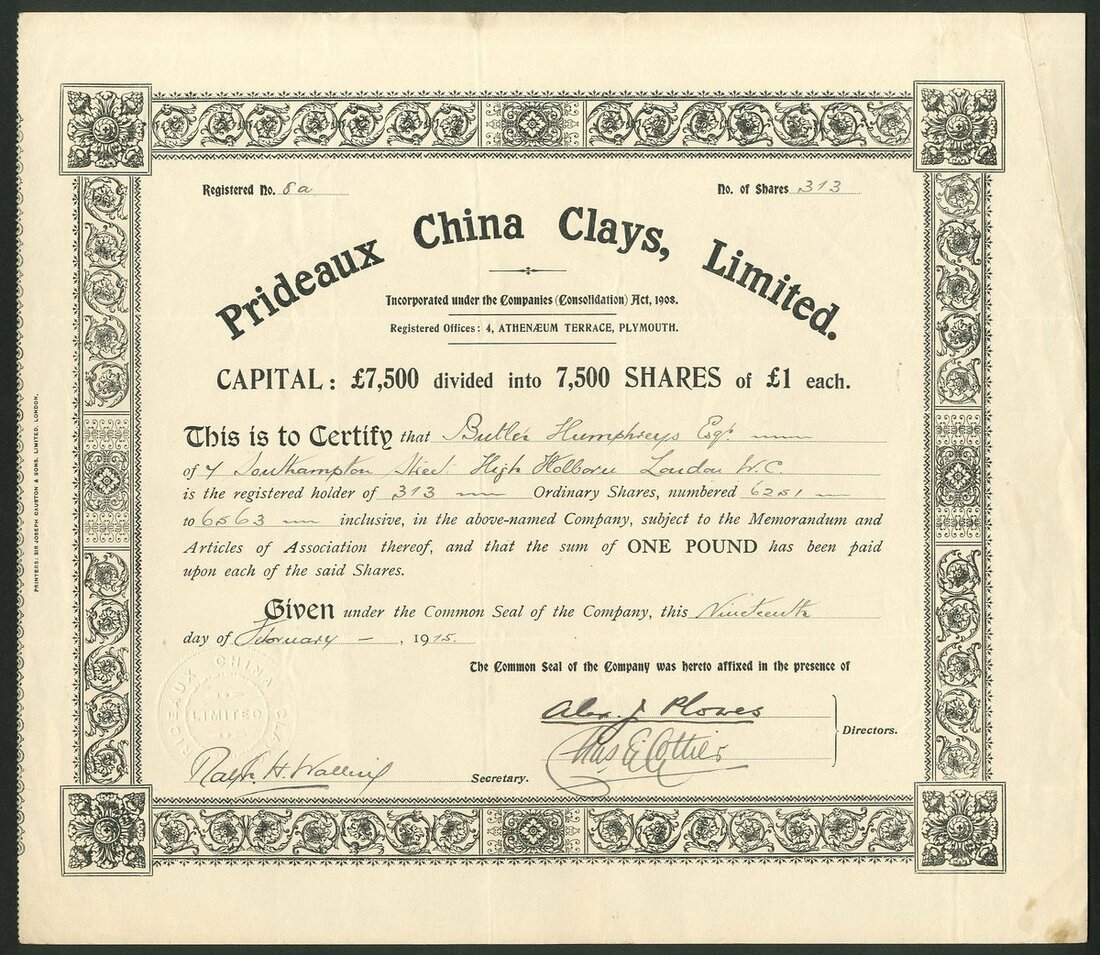 Registered No. 8a
No. of Shares 313
Prideaux China Clays, Limited.
Incorporated under the Companies (Consolidation) Act, 1908.
Registered Offices: 4, ATHENÆUM TERRACE, PLYMOUTH.
CAPITAL: £7,500 divided into 7,500 SHARES of £1 each.
This is to Certify that Butler Humphreys Esqr
of 7 Southampton Street High Holborn London W.C.
is the registered holder of 313 Ordinary Shares, numbered 6251
to 6563 inclusive, in the above-named Company, subject to the Memorandum and
Articles of Association thereof, and that the sum of ONE POUND has been paid
upon each of the said Shares.
Given under the Common Seal of the Company, this Nineteenth
day of February, 1915.
The Common Seal of the Company was hereto affixed in the presence of
PRIDEAUX CHINA CLAYS
LIMITED
Alex. J. Plowes
Chas E Cottier
Directors.
Ralph H. Secretary.
PRINTERS: SIR JOSEPH CAUSTON & SONS, LIMITED, LONDON.